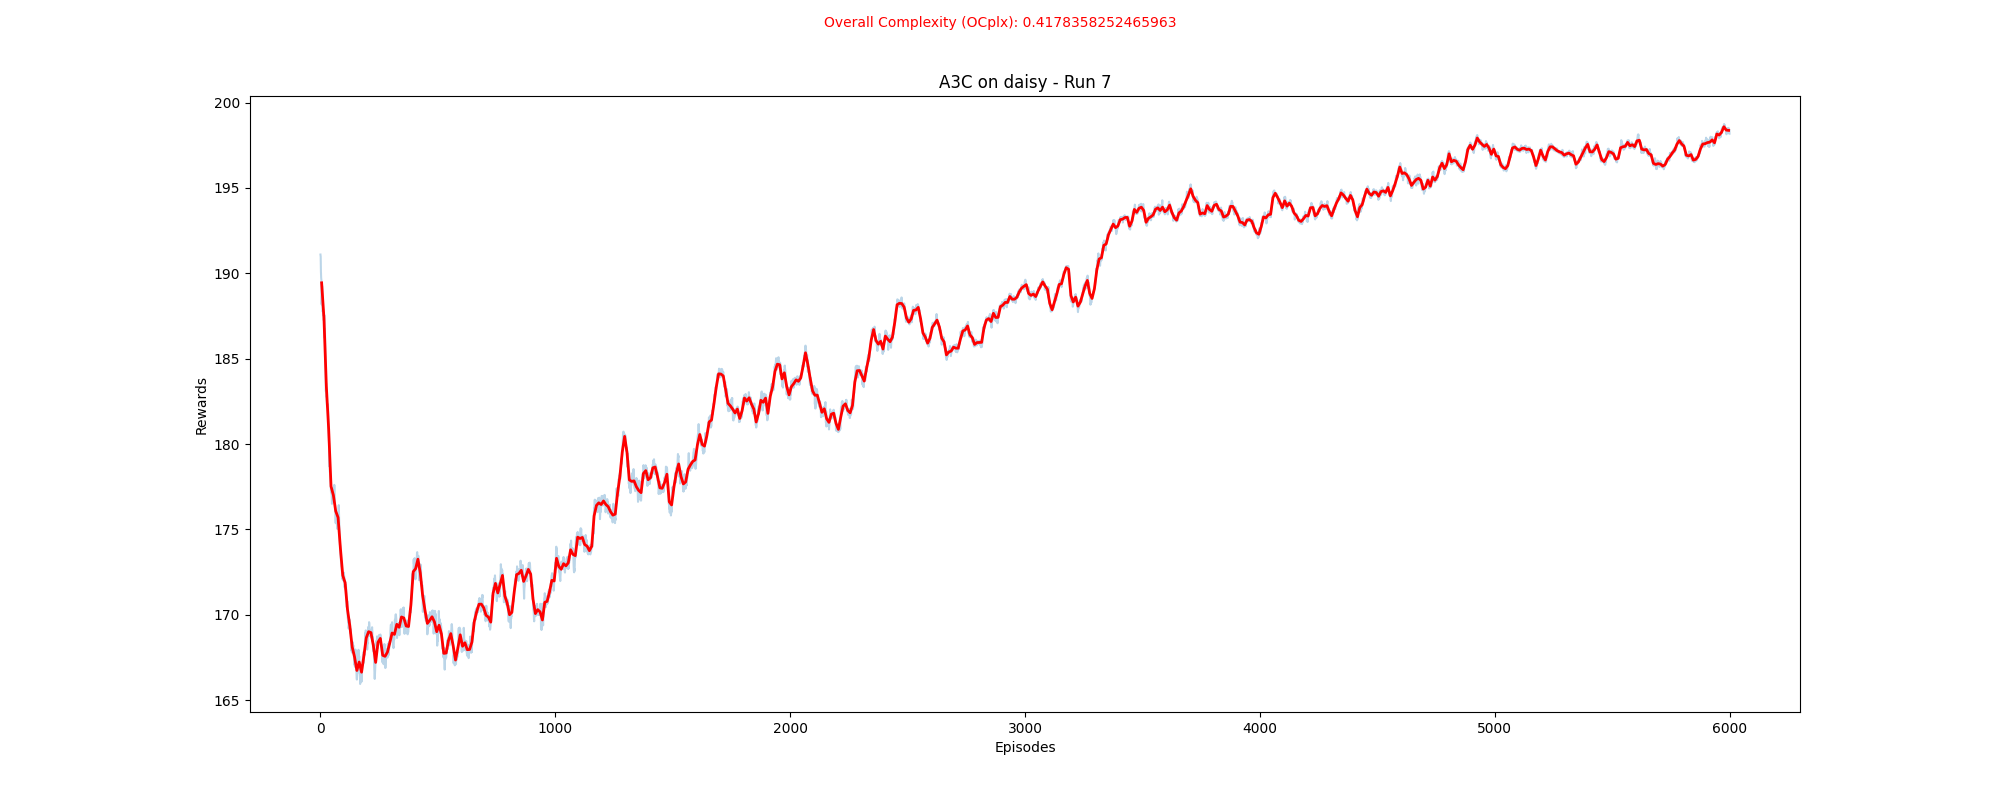 Overall Complexity (OCplx): 0.4178358252465963
A3C on daisy - Run 7
200
195
190
185
180
175
170
165
Rewards
0 1000 2000 3000 4000 5000 6000
Episodes